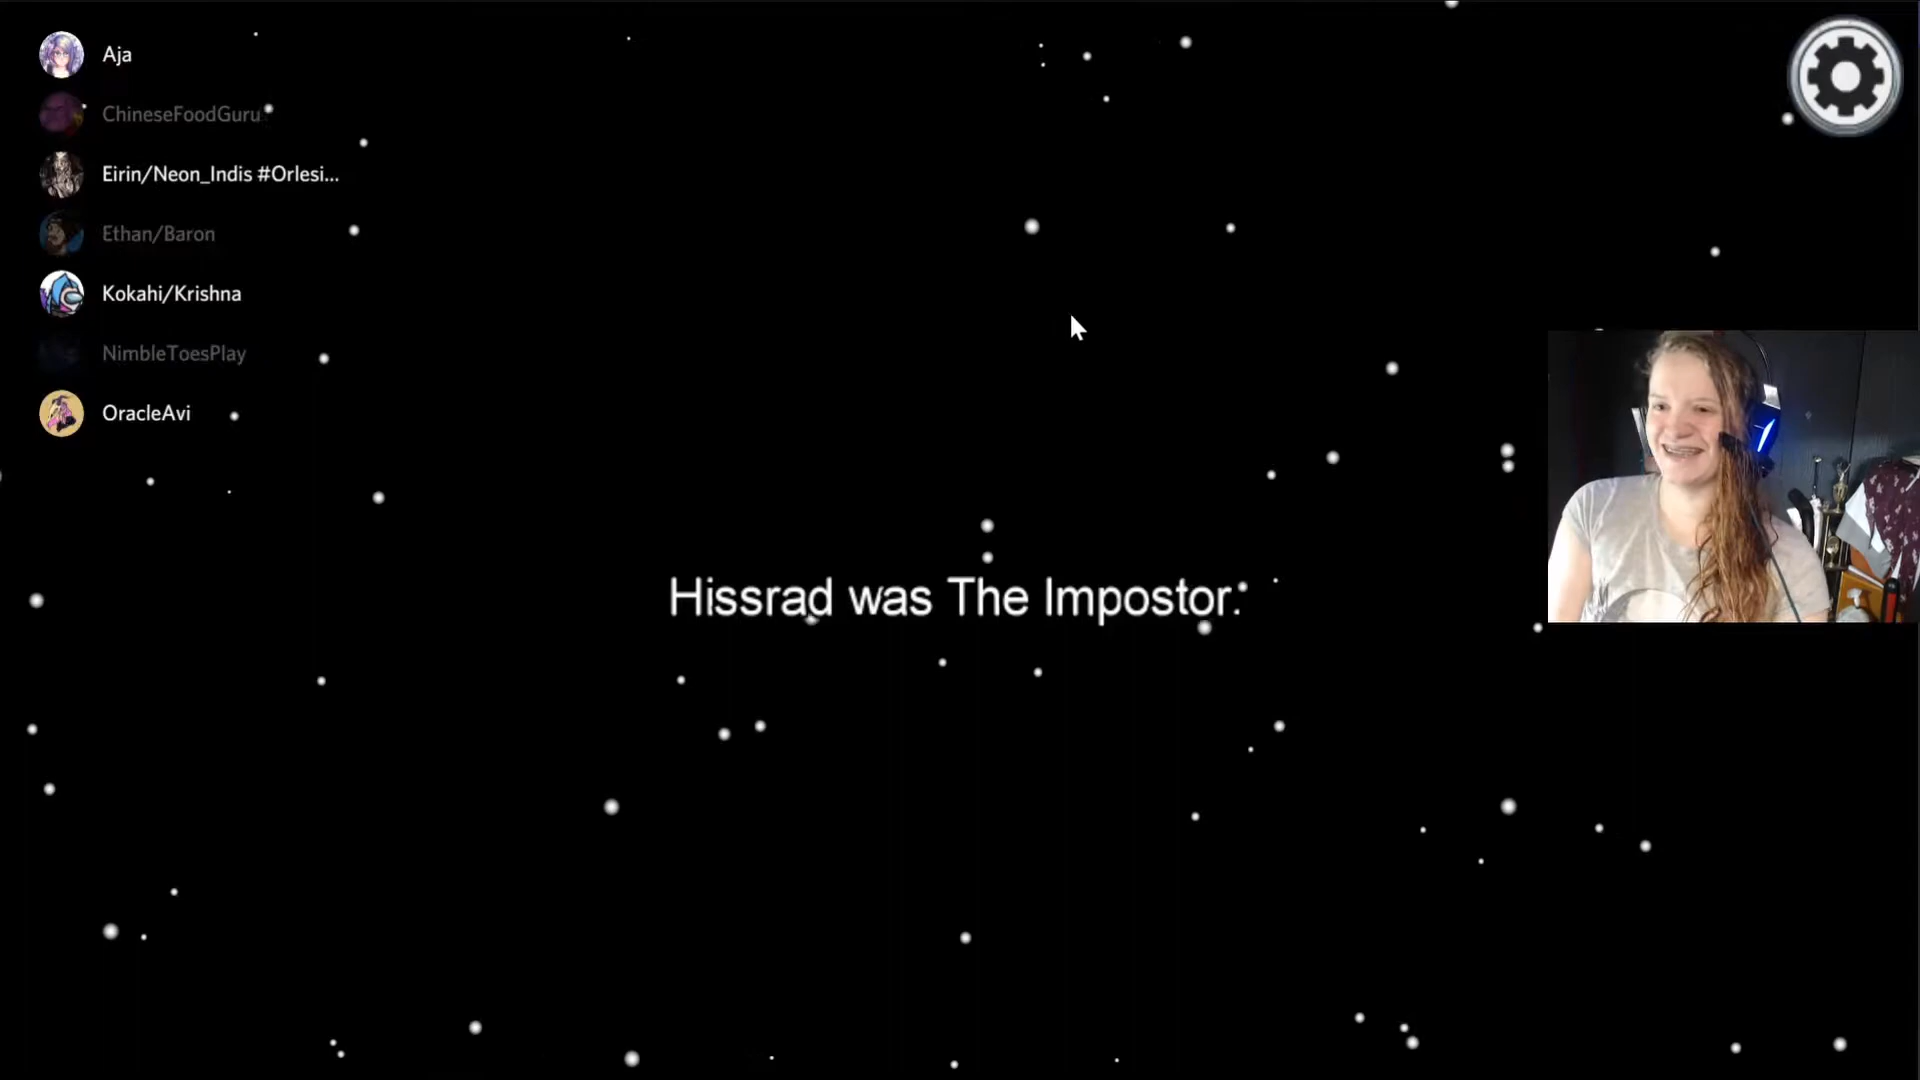 Aja
ChineseFoodGuru
Eirin/Neon_Indis #Orlesi...
Ethan/Baron
Kokahi/Krishna
NimbleToesPlay
OracleAvi
Hissrad was The Impostor.